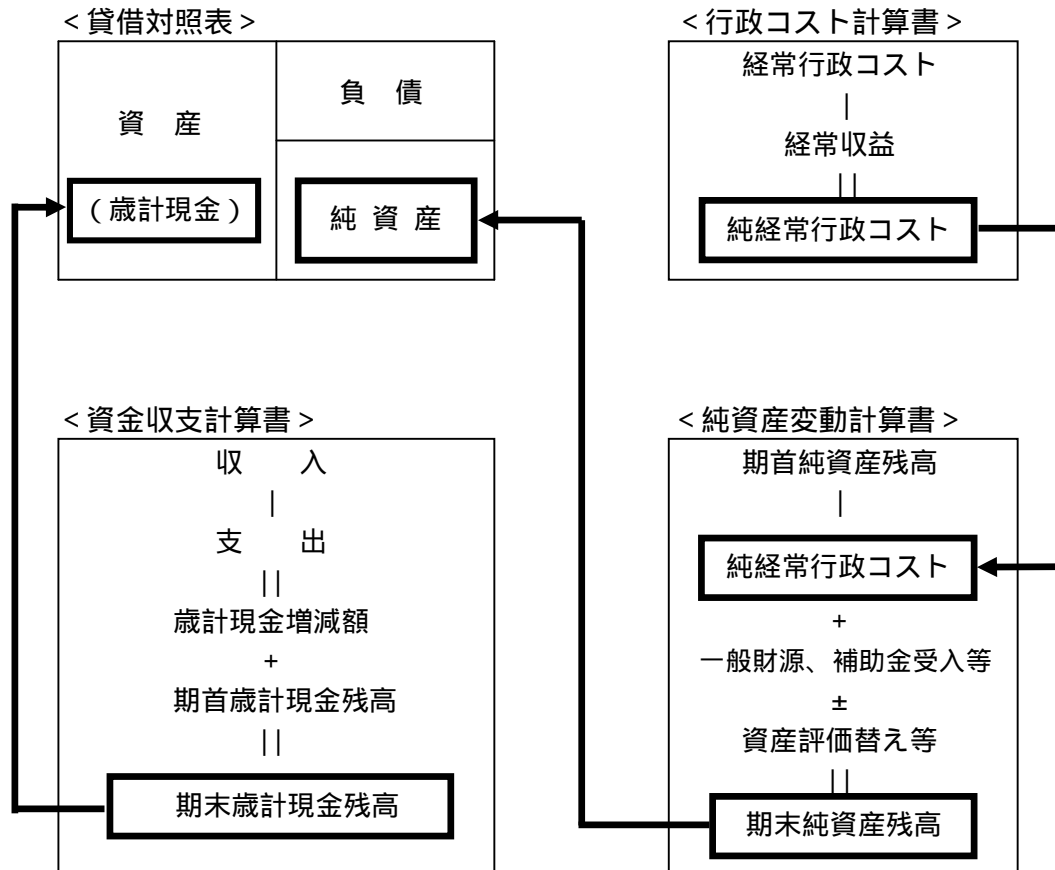 <貸借対照表>
資 産
(歳計現金)
負 債
純 資 産
<行政コスト計算書>
経常行政コスト
|
経常収益
||
純経常行政コスト
<資金収支計算書>
収 入
|
支 出
||
歳計現金増減額
+
期首歳計現金残高
||
期末歳計現金残高
<純資産変動計算書>
期首純資産残高
|
純経常行政コスト
+
一般財源、補助金受入等
±
資産評価替え等
||
期末純資産残高